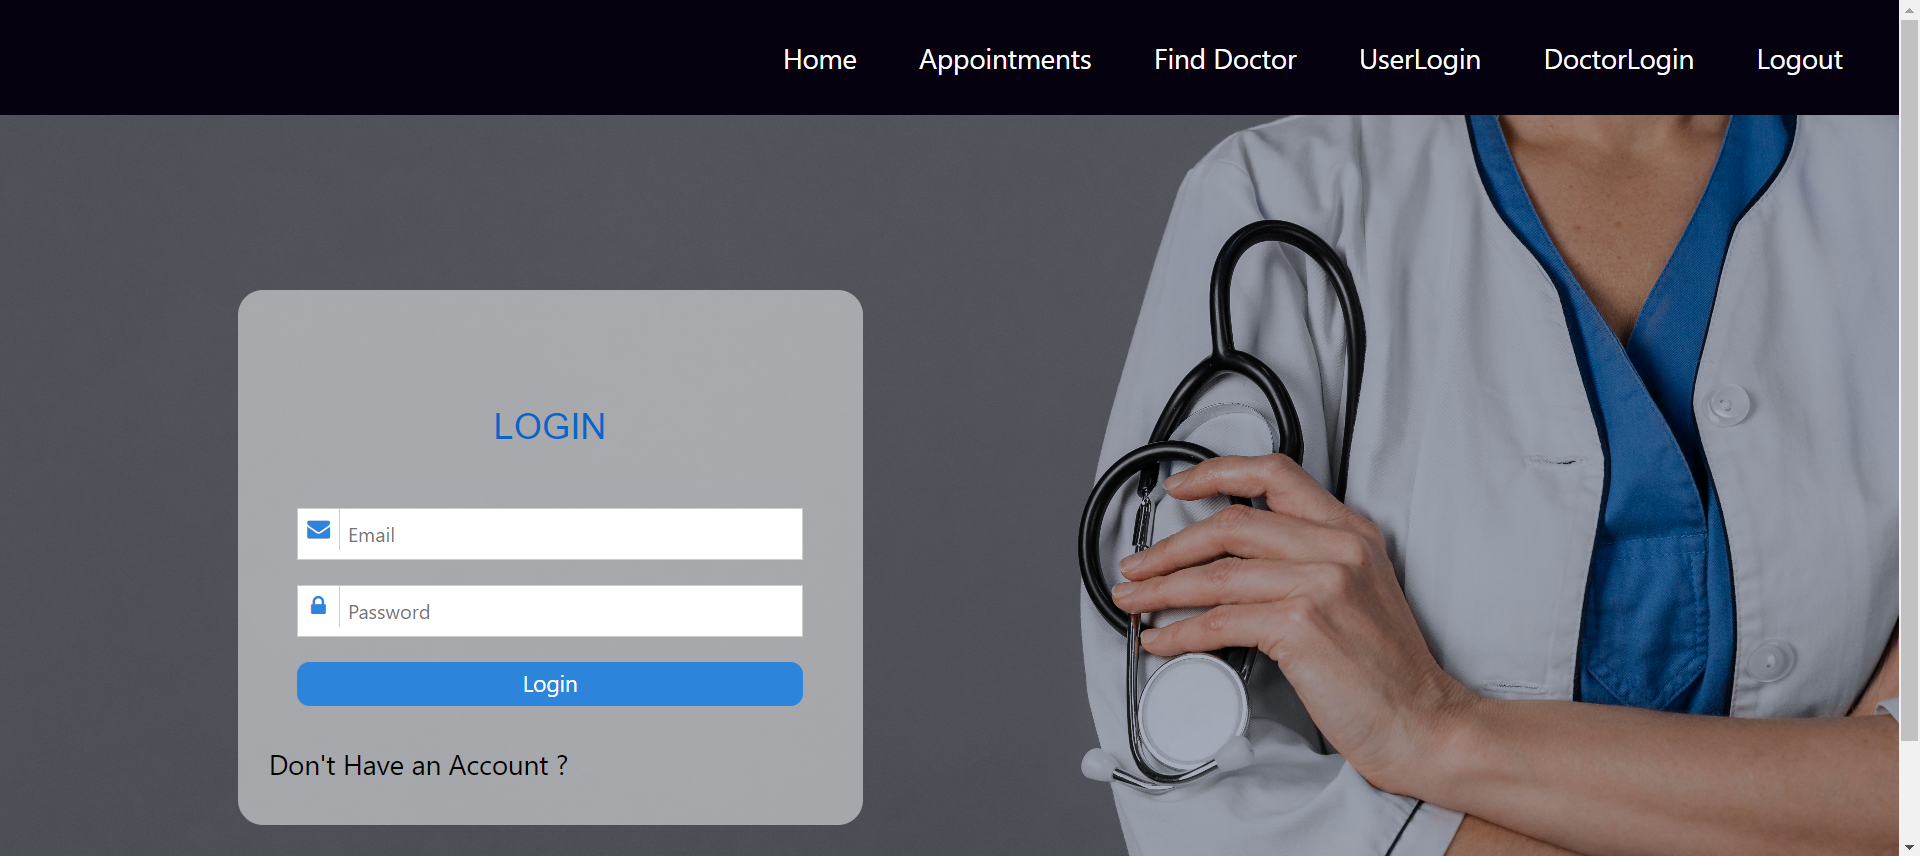 Home Appointments Find Doctor UserLogin DoctorLogin Logout
LOGIN
Email
Password
Login
Don't Have an Account ?